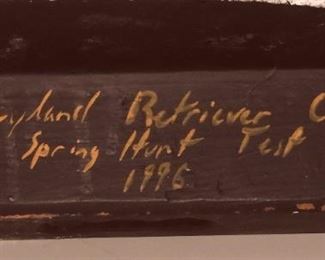 yland Retriever C
Spring Hunt Test
1996